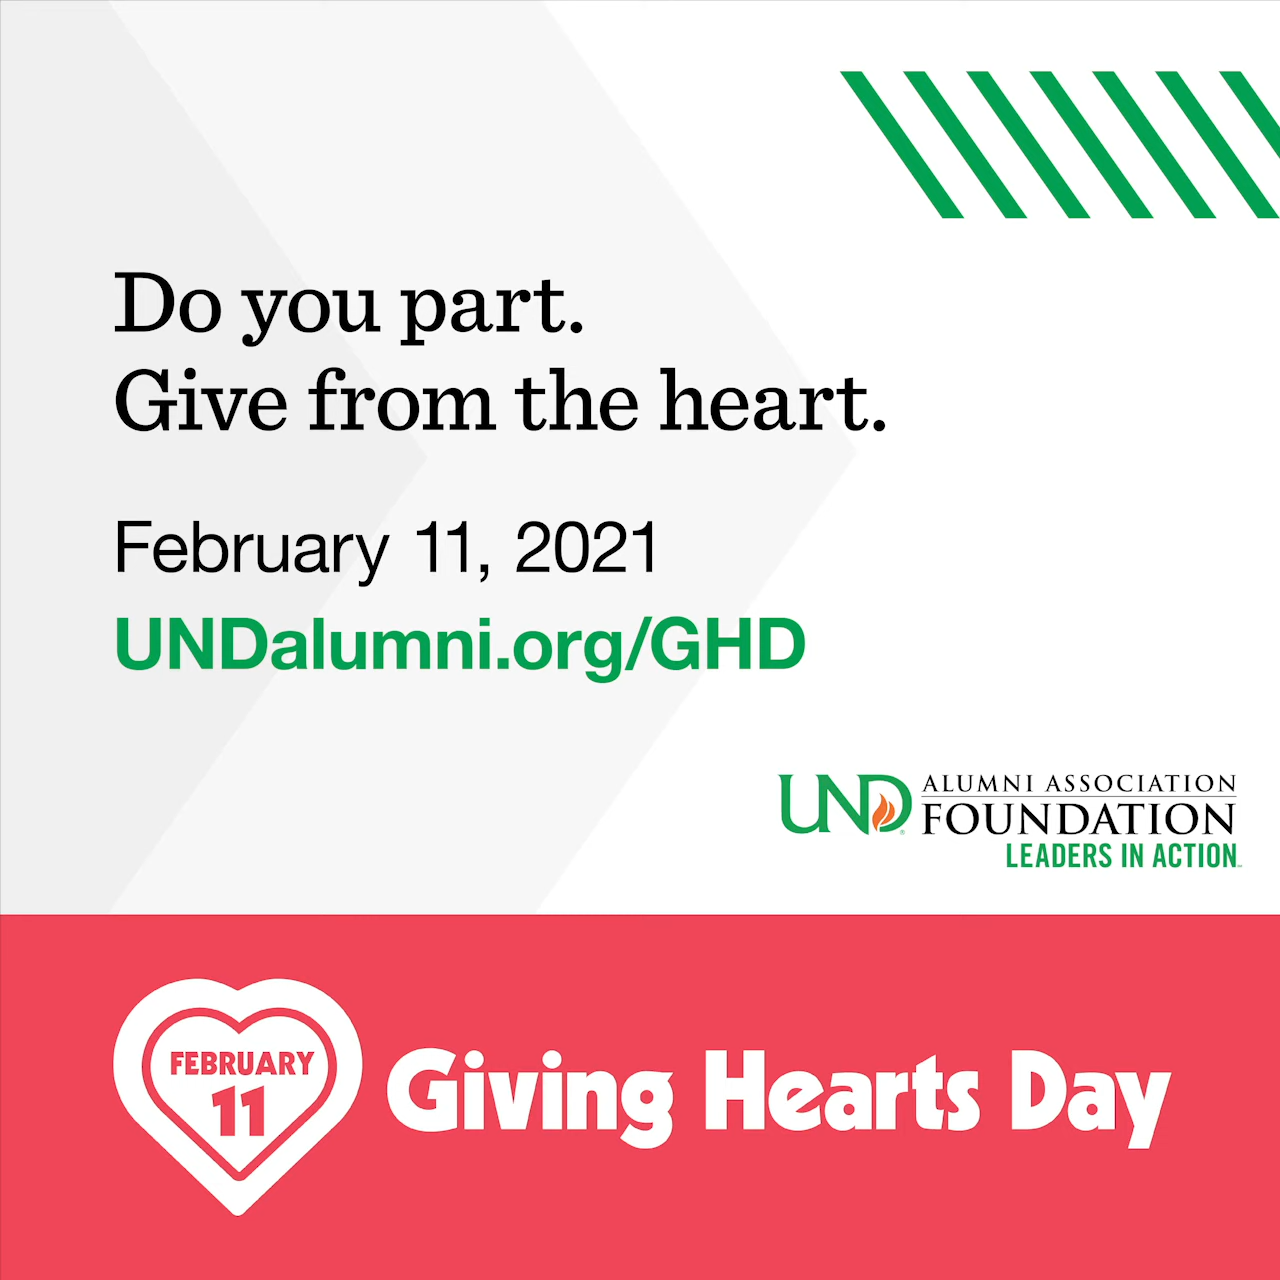 Do you part.
Give from the heart.
February 11, 2021
UNDalumni.org/GHD
UND ALUMNI ASSOCIATION
FOUNDATION
LEADERS IN ACTION
FEBRUARY
11
Giving Hearts Day